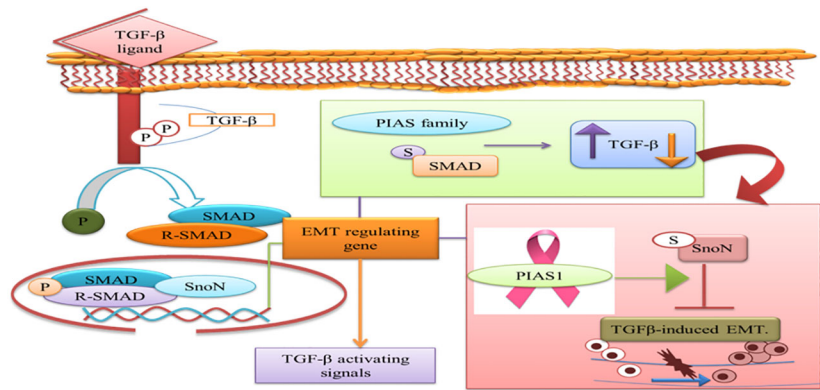 TGF-β
ligand
P
P
TGF-β
PIAS family
S
SMAD
TGF-β
P
SMAD
R-SMAD
EMT regulating
gene
S
SnoN
PIAS1
P
SMAD
R-SMAD
SnoN
TGFβ-induced EMT.
TGF-β activating
signals